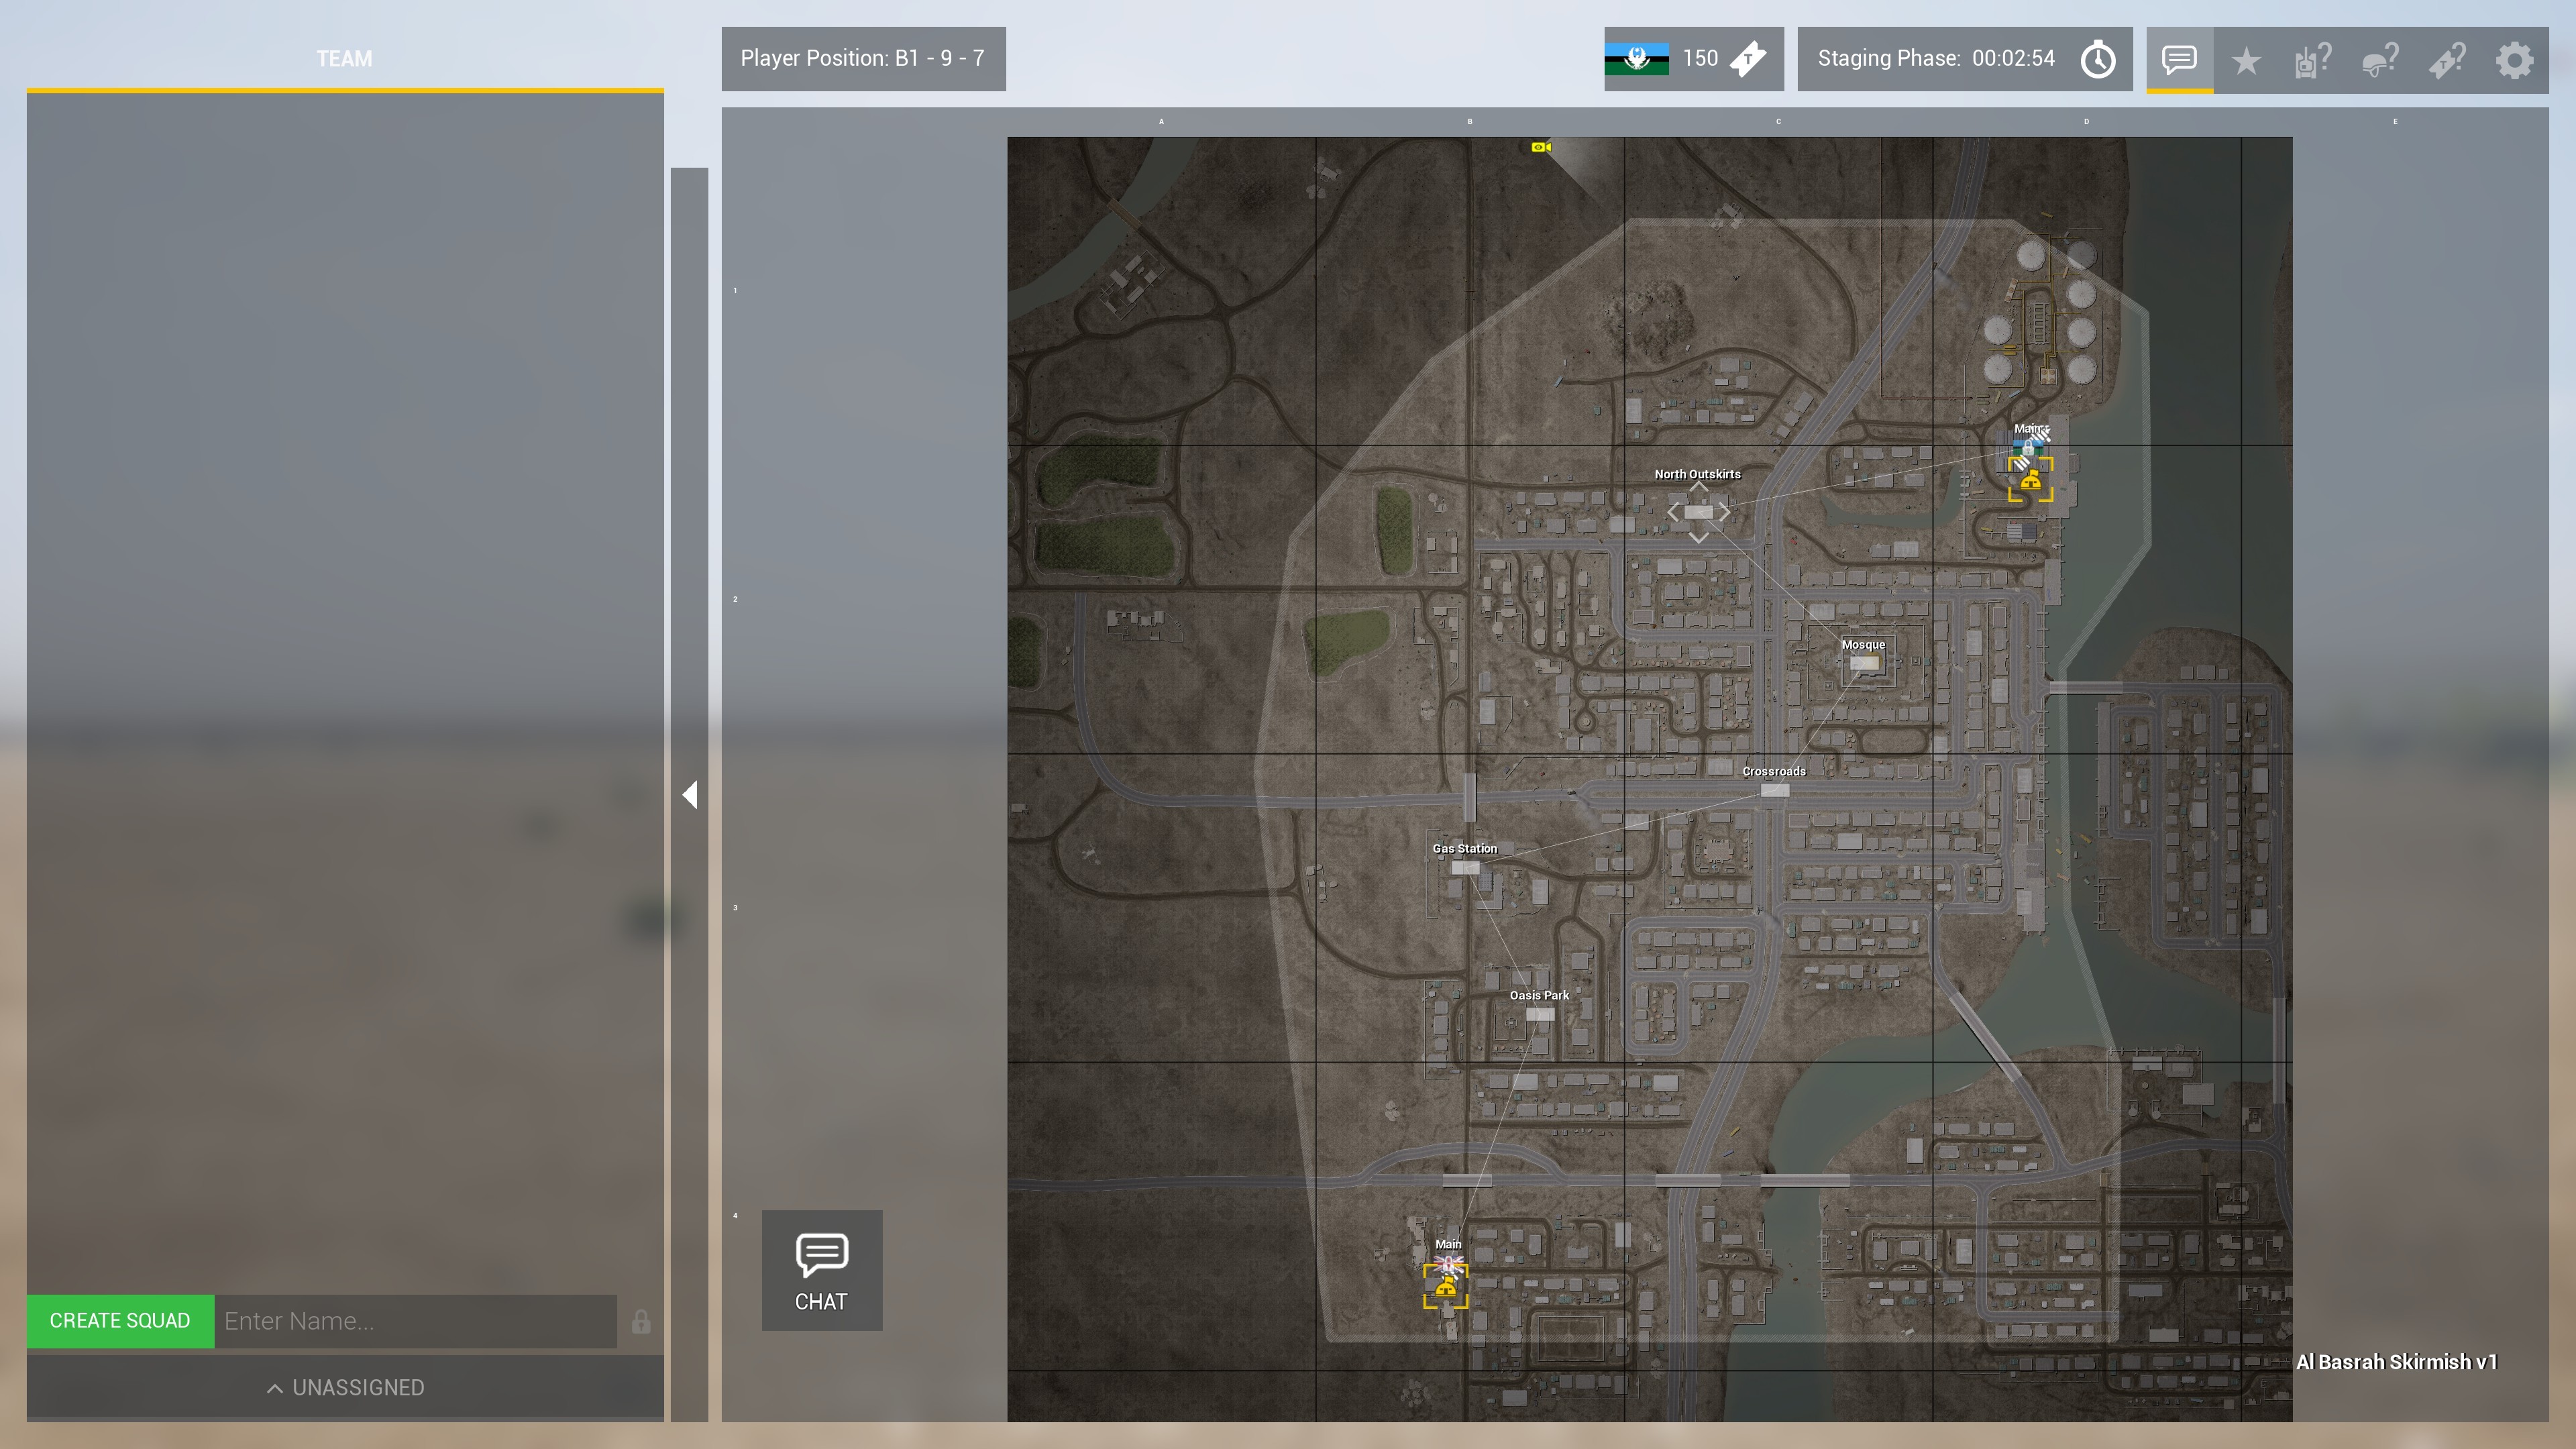 TEAM
Player Position: B1 - 9 - 7
150
T
Staging Phase: 00:02:54
?
?
T?
A
B
C
D
E
1
2
3
4
Main
North Outskirts
Mosque
Crossroads
Gas Station
Oasis Park
Main
CHAT
CREATE SQUAD
Enter Name...
UNASSIGNED
Al Basrah Skirmish v1